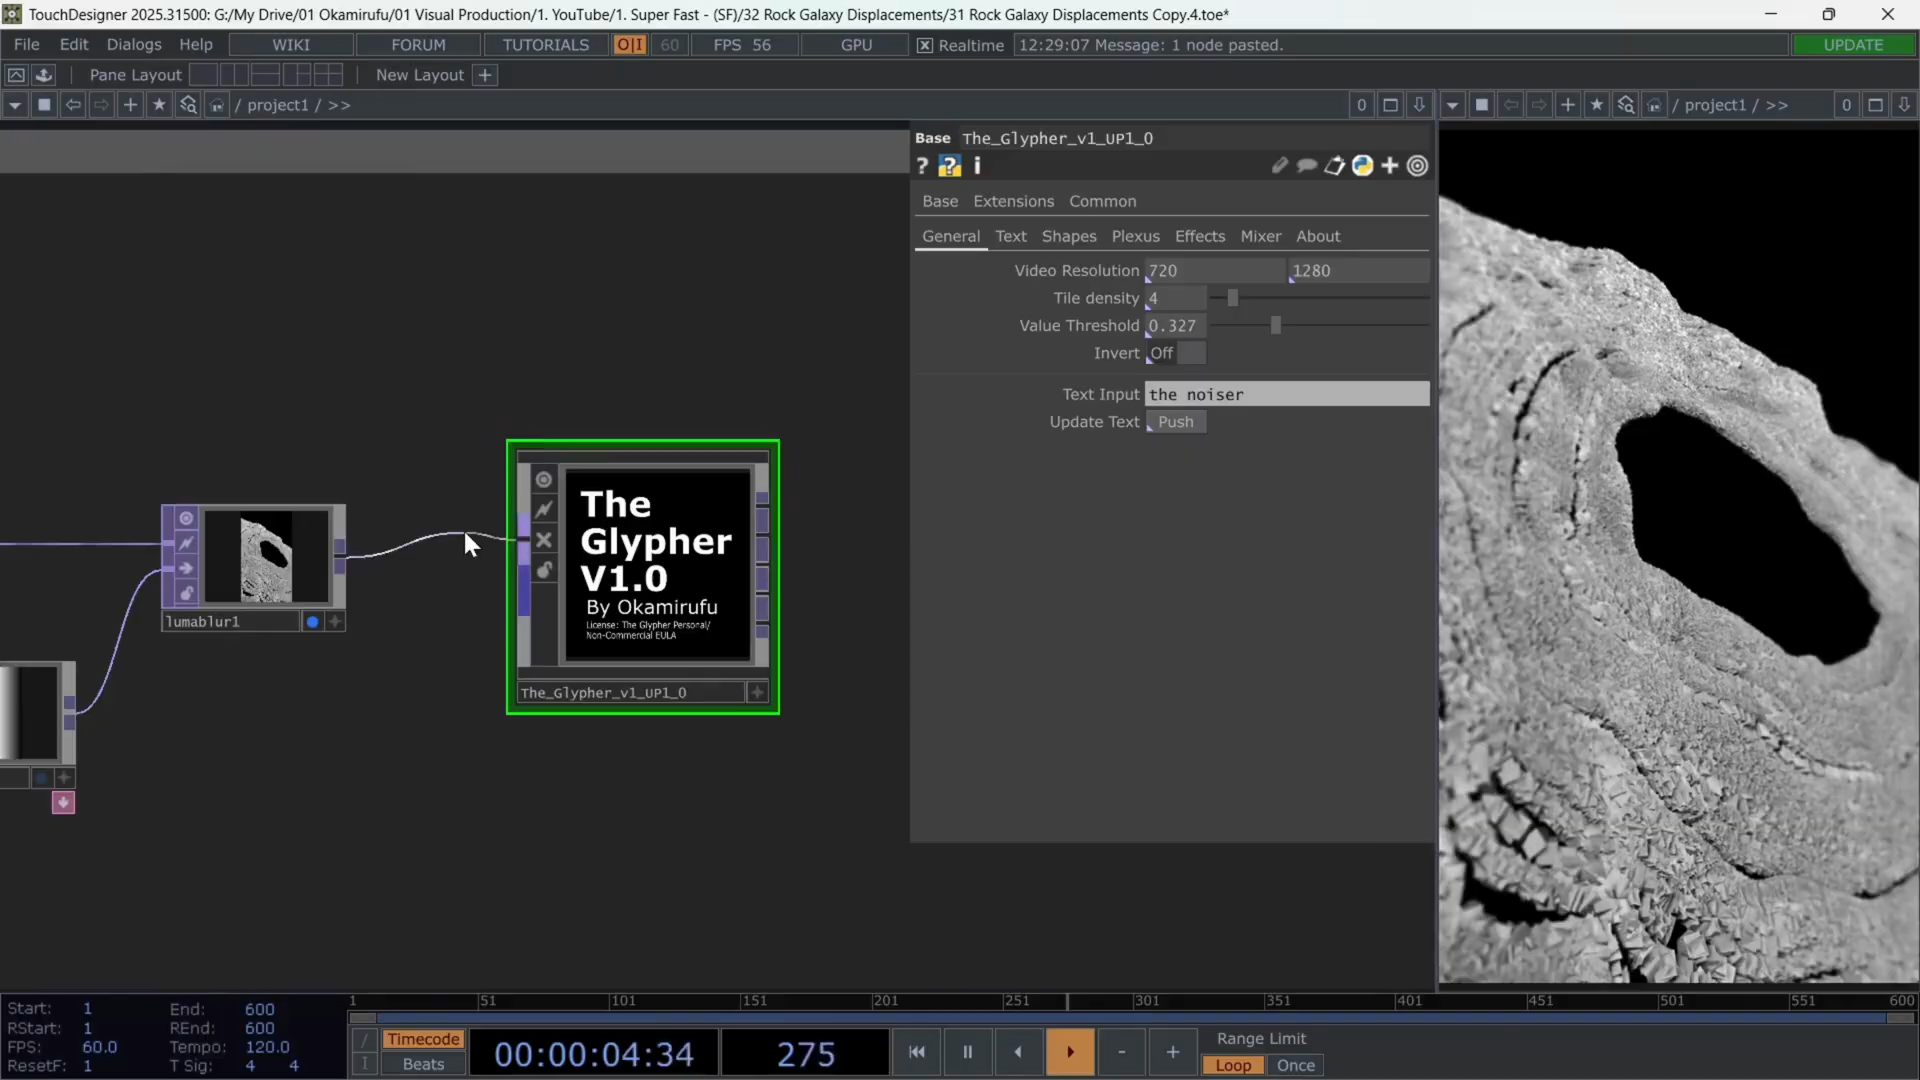 TouchDesigner 2025.31500: G:/My Drive/01 Okamirufu/01 Visual Production/1. YouTube/1. Super Fast - (SF)/32 Rock Galaxy Displacements/31 Rock Galaxy Displacements Copy.4.toe*
File Edit Dialogs Help WIKI FORUM TUTORIALS O|I 60 FPS 56 GPU Realtime 12:29:07 Message: 1 node pasted. UPDATE
Pane Layout New Layout +
/ project1 / >> 0 / project1 / >> 0
Base The_Glypher_v1_UP1_0
Base Extensions Common
General Text Shapes Plexus Effects Mixer About
Video Resolution 720 1280
Tile density 4
Value Threshold 0.327
Invert Off
Text Input the noiser
Update Text Push
The
Glypher
V1.0
By Okamirufu
License: The Glypher Personal/
Non-Commercial EULA
The_Glypher_v1_UP1_0
lumablur1
1 51 101 151 201 251 301 351 401 451 501 551 600
Start: 1 End: 600
RStart: 1 REnd: 600
FPS: 60.0 Tempo: 120.0
ResetF: 1 T Sig: 4 4
Timecode
Beats
00:00:04:34 275
Range Limit
Loop Once